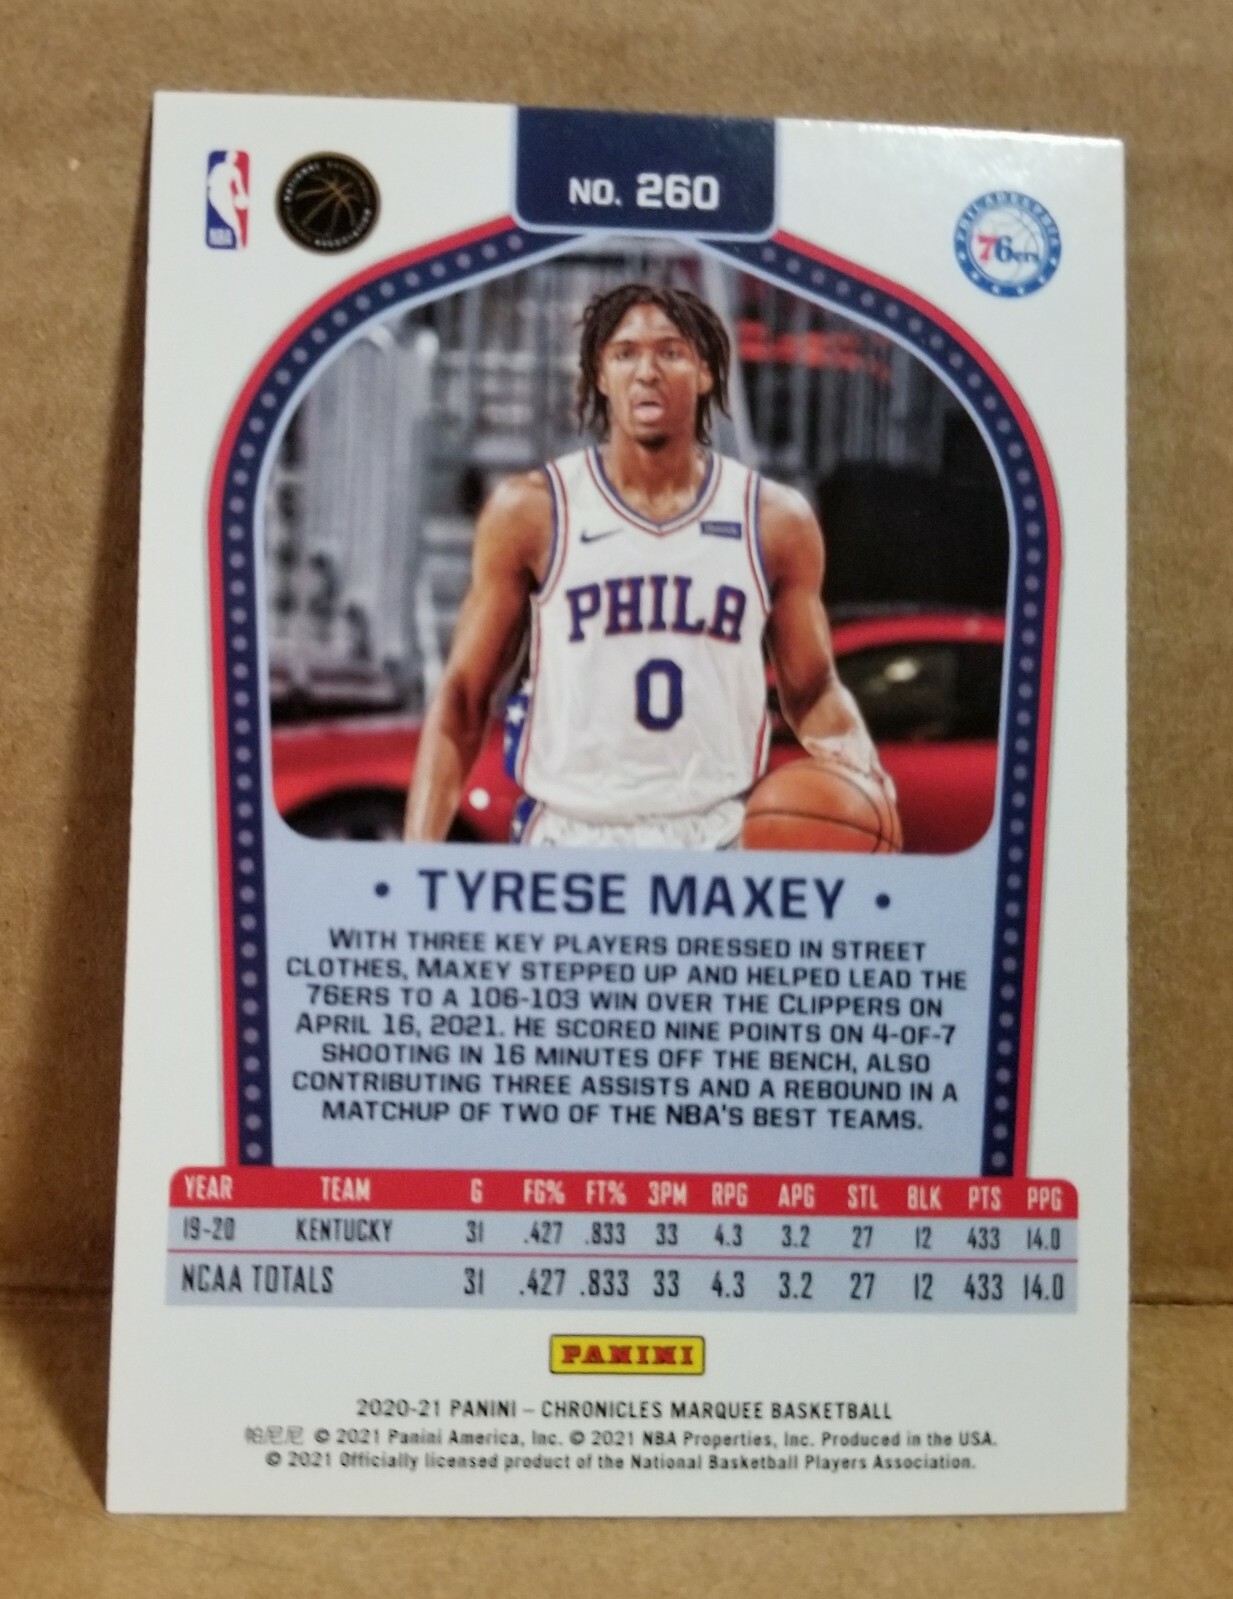 NO. 260
NBA
NATIONAL BASKETBALL PLAYERS ASSOCIATION
PHILADELPHIA
76ers
PHILA
0
• TYRESE MAXEY •
WITH THREE KEY PLAYERS DRESSED IN STREET
CLOTHES, MAXEY STEPPED UP AND HELPED LEAD THE
76ERS TO A 106-103 WIN OVER THE CLIPPERS ON
APRIL 16, 2021. HE SCORED NINE POINTS ON 4-OF-7
SHOOTING IN 16 MINUTES OFF THE BENCH, ALSO
CONTRIBUTING THREE ASSISTS AND A REBOUND IN A
MATCHUP OF TWO OF THE NBA'S BEST TEAMS.
YEAR TEAM G FG% FT% 3PM RPG APG STL BLK PTS PPG
19-20 KENTUCKY 31 .427 .833 33 4.3 3.2 27 12 433 14.0
NCAA TOTALS 31 .427 .833 33 4.3 3.2 27 12 433 14.0
PANINI
2020-21 PANINI – CHRONICLES MARQUEE BASKETBALL
帕尼尼 © 2021 Panini America, Inc. © 2021 NBA Properties, Inc. Produced in the USA.
© 2021 Officially licensed product of the National Basketball Players Association.